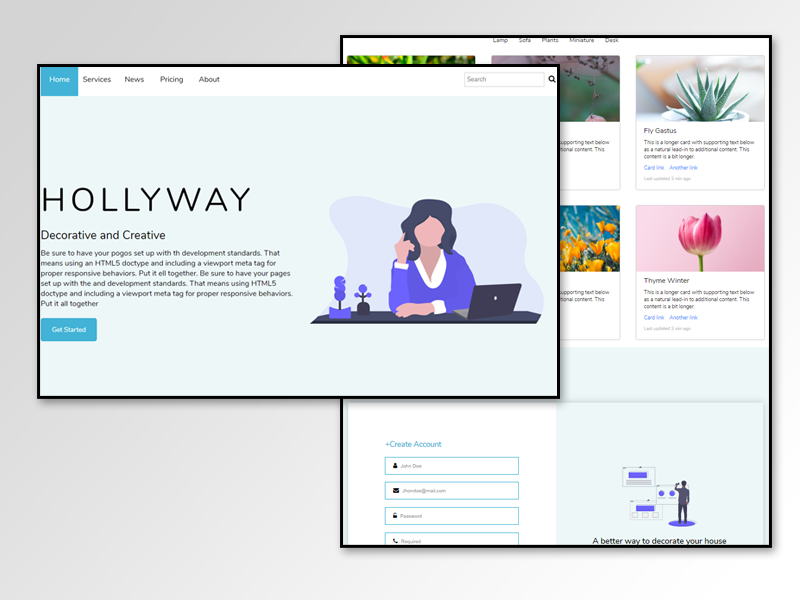 Home Services News Pricing About Search
HOLLYWAY
Decorative and Creative
Be sure to have your pogos set up with th development standards. That
means using an HTML5 doctype and including a viewport meta tag for
proper responsive behaviors. Put it ell together. Be sure to have your pages
set up with the and development standards. That means using HTML5
doctype and including a viewport meta tag for proper responsive behaviors.
Put it all together
Get Started
Lamp Sofa Plants Miniature Desk
supporting text below
additional content. This
Fly Gastus
This is a longer card with supporting text below
as a natural lead-in to additional content. This
content is a bit longer.
Card link Another link
Last updated 3 min ago
supporting text below
additional content. This
Thyme Winter
This is a longer card with supporting text below
as a natural lead-in to additional content. This
content is a bit longer.
Card link Another link
Last updated 3 min ago
+Create Account
John Doe
Jhondoe@mail.com
Password
Required
A better way to decorate your house